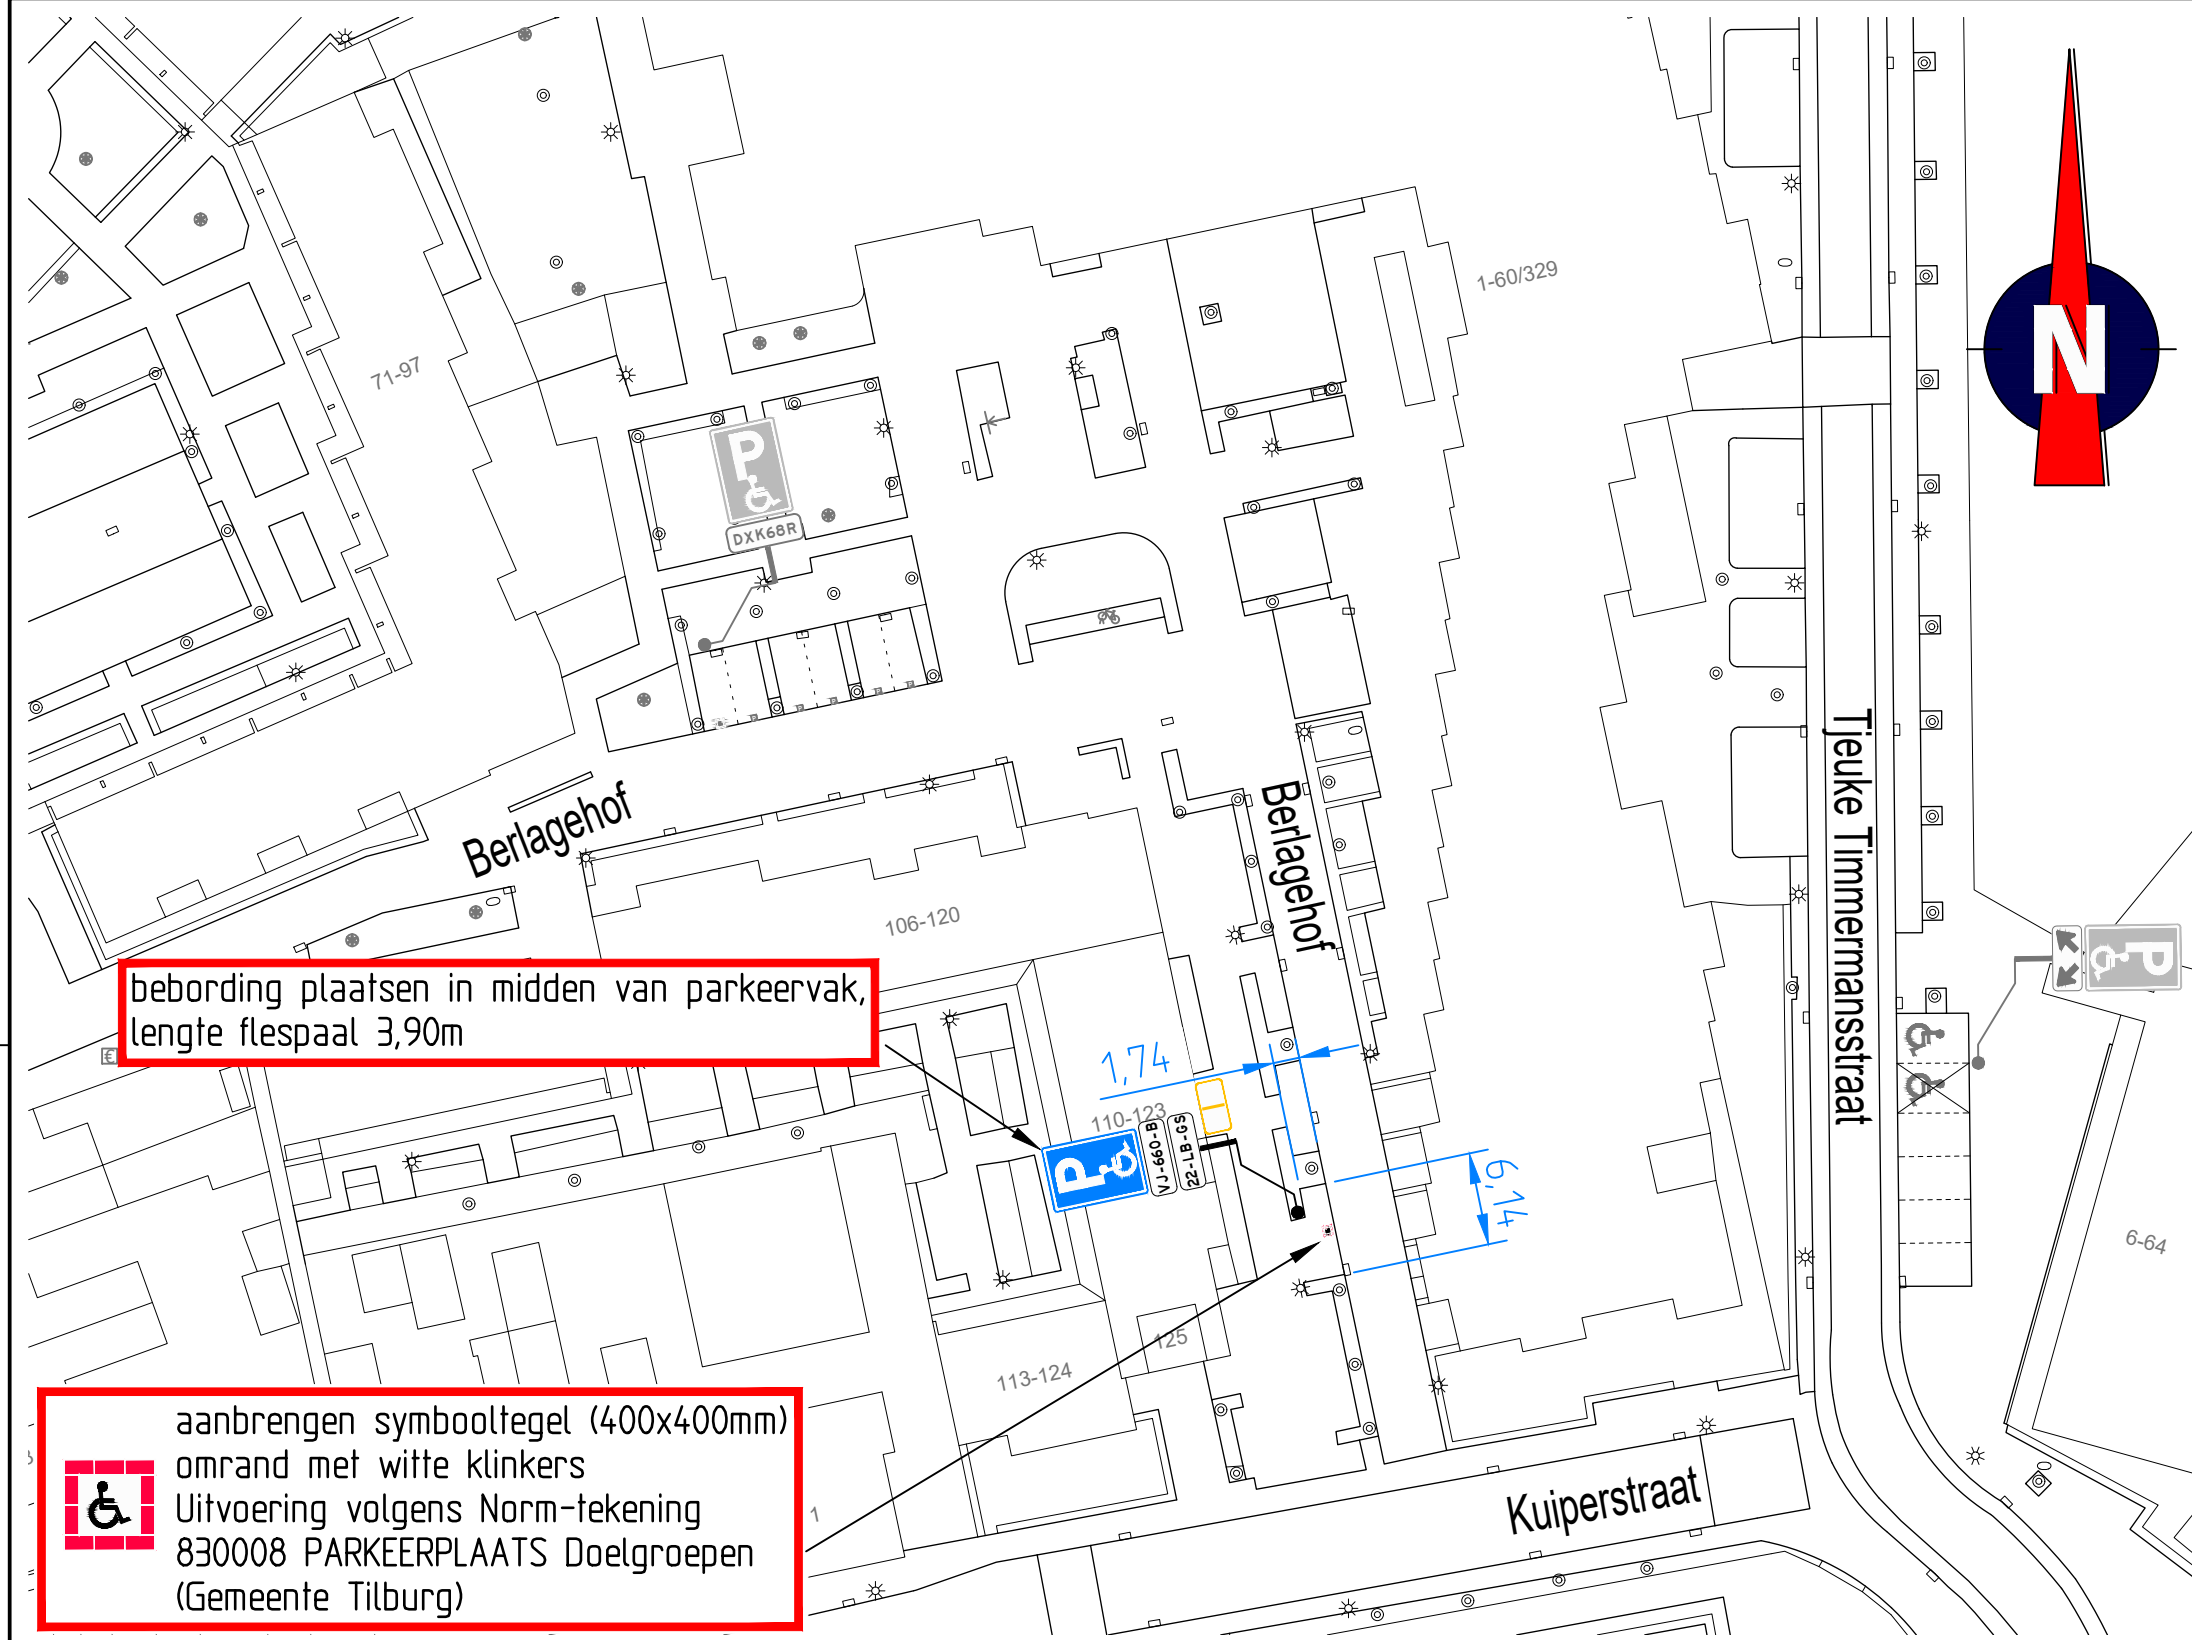 1-60/329
N
71-97
P
DXK68R
Berlagehof
Berlagehof
Tjeuke Timmermansstraat
106-120
P
bebording plaatsen in midden van parkeervak,
lengte flespaal 3,90m
€
1,74
110-123
P
VJ-660-B
22-LB-GS
6,14
6-64
125
113-124
aanbrengen symbooltegel (400x400mm)
omrand met witte klinkers
Uitvoering volgens Norm-tekening
830008 PARKEERPLAATS Doelgroepen
(Gemeente Tilburg)
1
Kuiperstraat